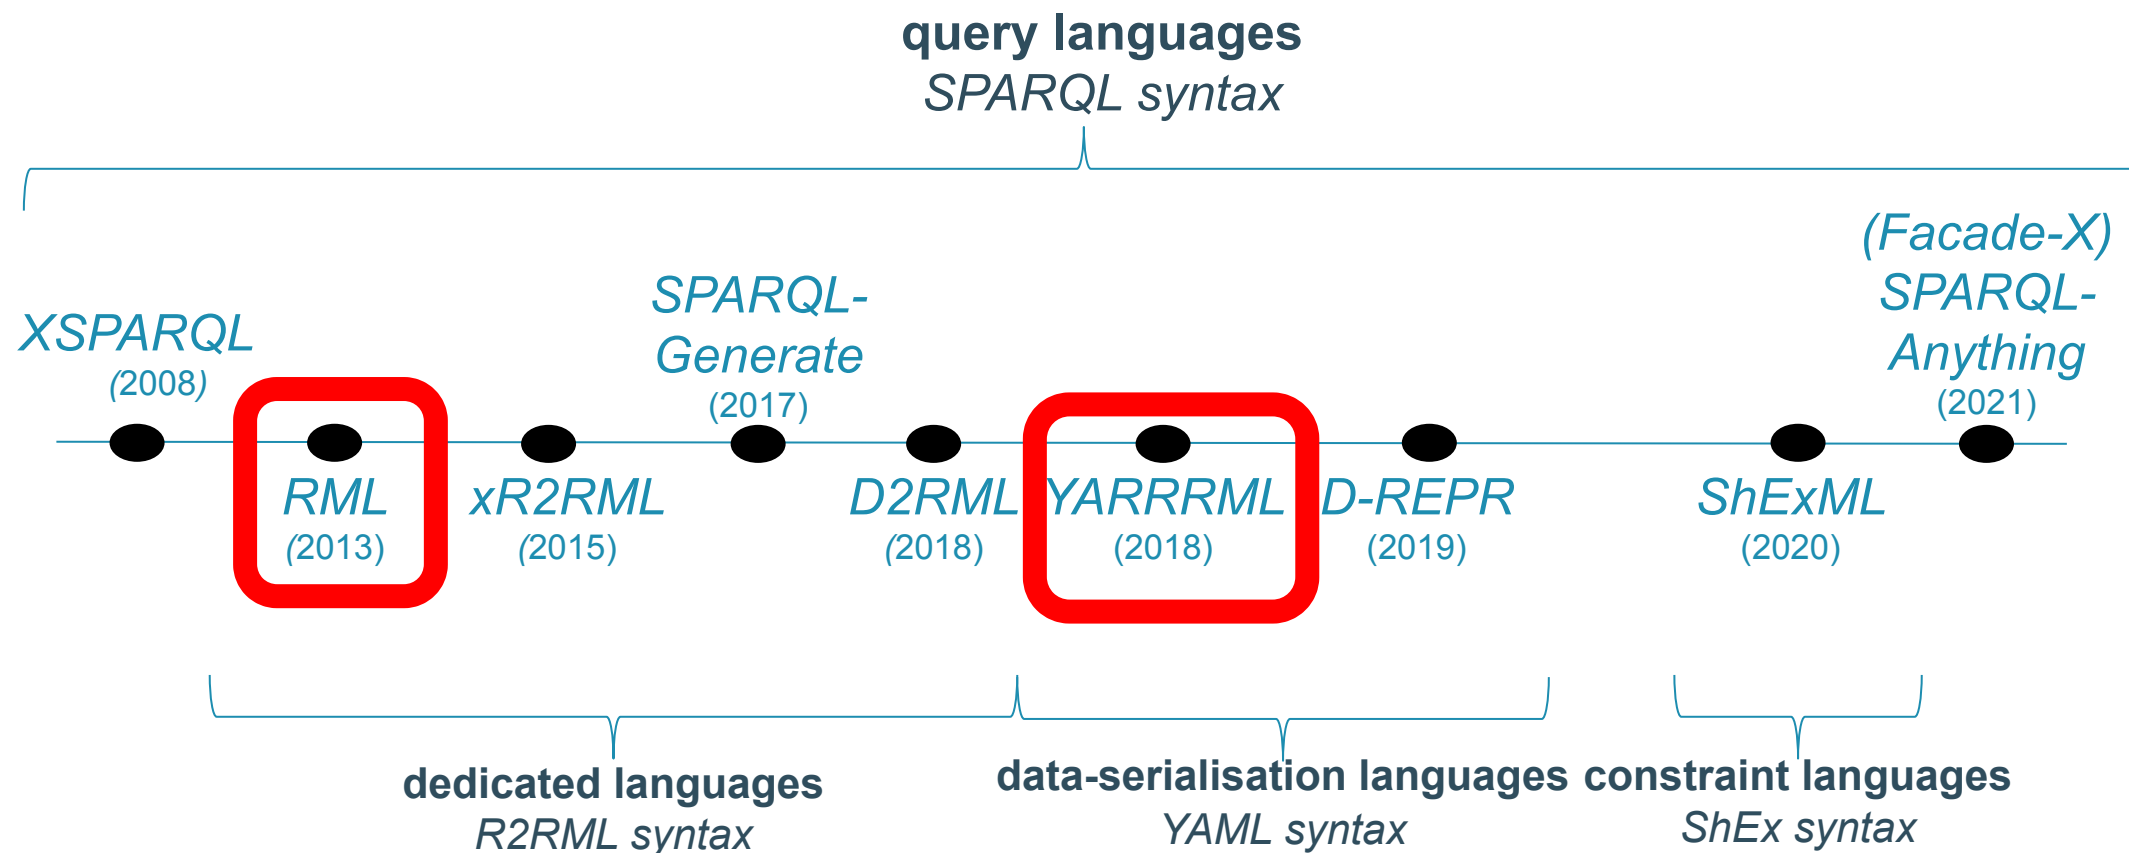 query languages
SPARQL syntax
(Facade-X)
SPARQL-
Anything
(2021)
SPARQL-
Generate
(2017)
XSPARQL
(2008)
RML
(2013)
xR2RML
(2015)
D2RML
(2018)
YARRRML
(2018)
D-REPR
(2019)
ShExML
(2020)
dedicated languages
R2RML syntax
data-serialisation languages
YAML syntax
constraint languages
ShEx syntax